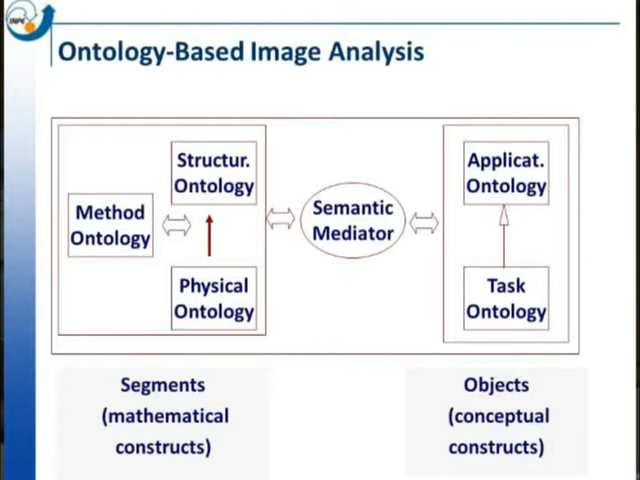 INPE
Ontology-Based Image Analysis
Structur.
Ontology
Method
Ontology
Physical
Ontology
Semantic
Mediator
Applicat.
Ontology
Task
Ontology
Segments
(mathematical
constructs)
Objects
(conceptual
constructs)